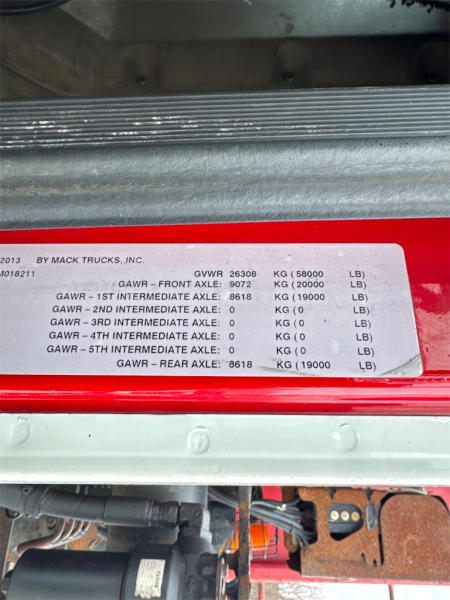 2013 BY MACK TRUCKS, INC.
M018211 GVWR 26308 KG ( 58000 LB)
GAWR - FRONT AXLE: 9072 KG ( 20000 LB)
GAWR - 1ST INTERMEDIATE AXLE: 8618 KG ( 19000 LB)
GAWR - 2ND INTERMEDIATE AXLE: 0 KG ( 0 LB)
GAWR - 3RD INTERMEDIATE AXLE: 0 KG ( 0 LB)
GAWR - 4TH INTERMEDIATE AXLE: 0 KG ( 0 LB)
GAWR - 5TH INTERMEDIATE AXLE: 0 KG ( 0 LB)
GAWR - REAR AXLE: 8618 KG ( 19000 LB)